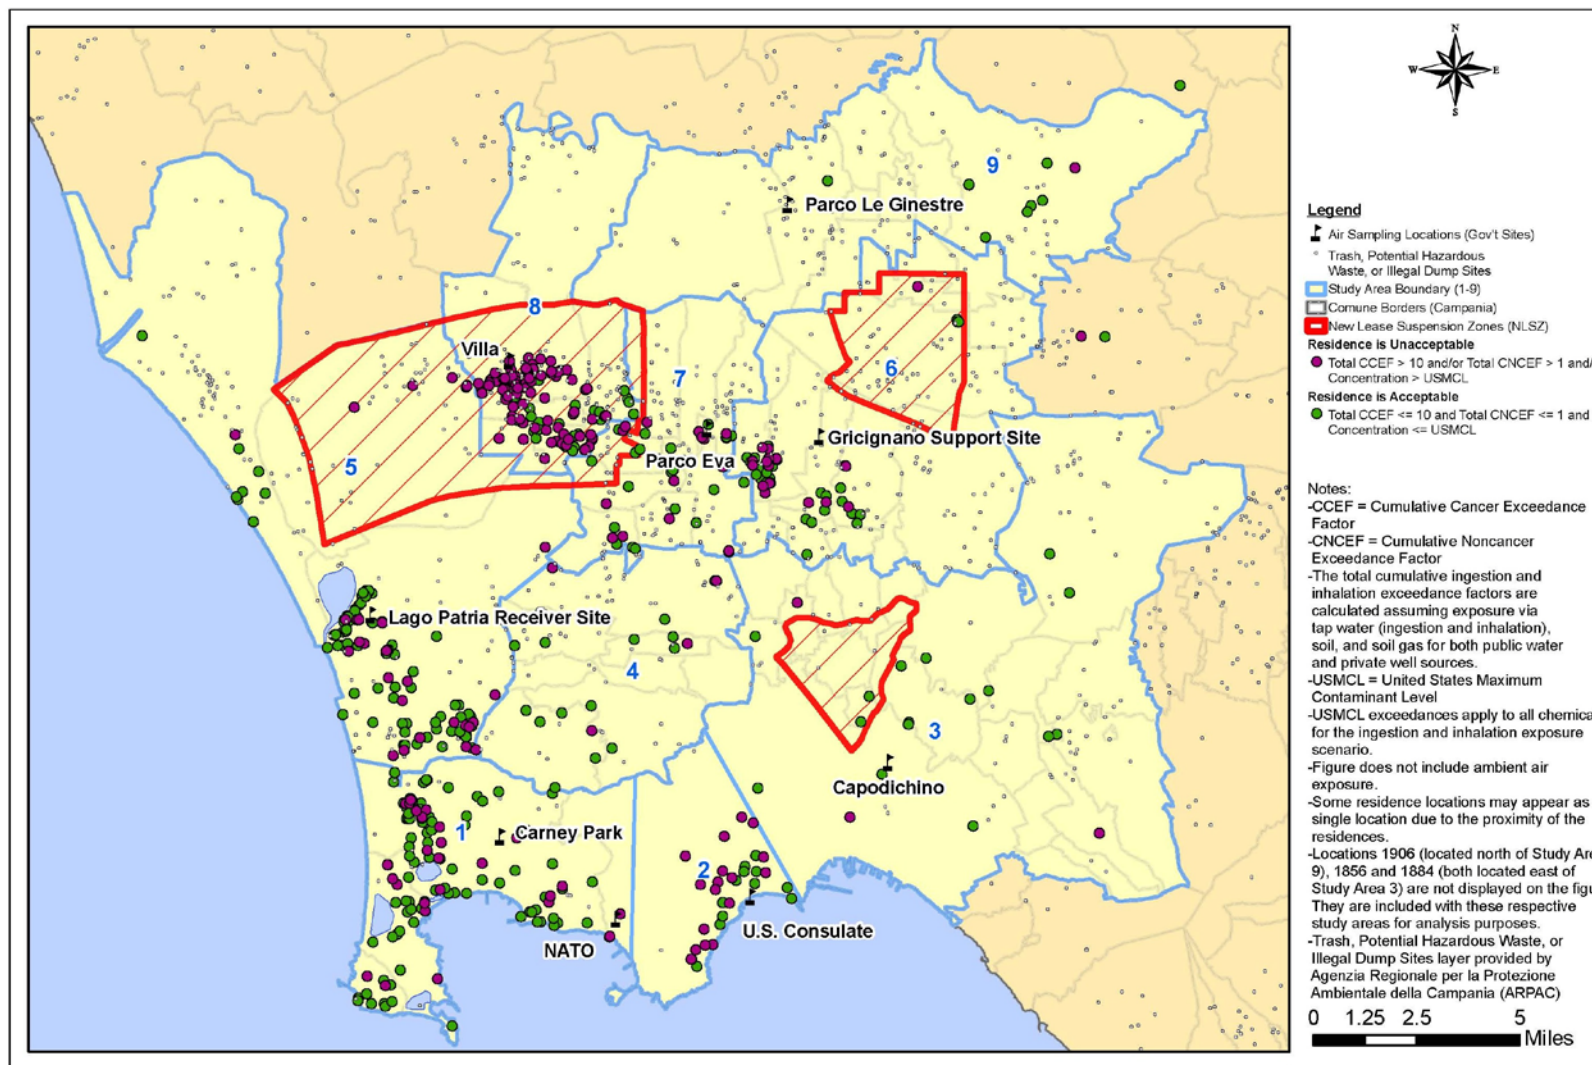 N
W E
S
9
Parco Le Ginestre
8
Villa
7
6
Gricignano Support Site
Parco Eva
5
Lago Patria Receiver Site
4
3
Capodichino
1
Carney Park
2
U.S. Consulate
NATO
Legend
Air Sampling Locations (Gov't Sites)
Trash, Potential Hazardous
Waste, or Illegal Dump Sites
Study Area Boundary (1-9)
Comune Borders (Campania)
New Lease Suspension Zones (NLSZ)
Residence is Unacceptable
Total CCEF > 10 and/or Total CNCEF > 1 and/
Concentration > USMCL
Residence is Acceptable
Total CCEF <= 10 and Total CNCEF <= 1 and
Concentration <= USMCL
Notes:
-CCEF = Cumulative Cancer Exceedance
Factor
-CNCEF = Cumulative Noncancer
Exceedance Factor
-The total cumulative ingestion and
inhalation exceedance factors are
calculated assuming exposure via
tap water (ingestion and inhalation),
soil, and soil gas for both public water
and private well sources.
-USMCL = United States Maximum
Contaminant Level
-USMCL exceedances apply to all chemica
for the ingestion and inhalation exposure
scenario.
-Figure does not include ambient air
exposure.
-Some residence locations may appear as
single location due to the proximity of the
residences.
-Locations 1906 (located north of Study Are
9), 1856 and 1884 (both located east of
Study Area 3) are not displayed on the figu
They are included with these respective
study areas for analysis purposes.
-Trash, Potential Hazardous Waste, or
Illegal Dump Sites layer provided by
Agenzia Regionale per la Protezione
Ambientale della Campania (ARPAC)
0 1.25 2.5 5
Miles